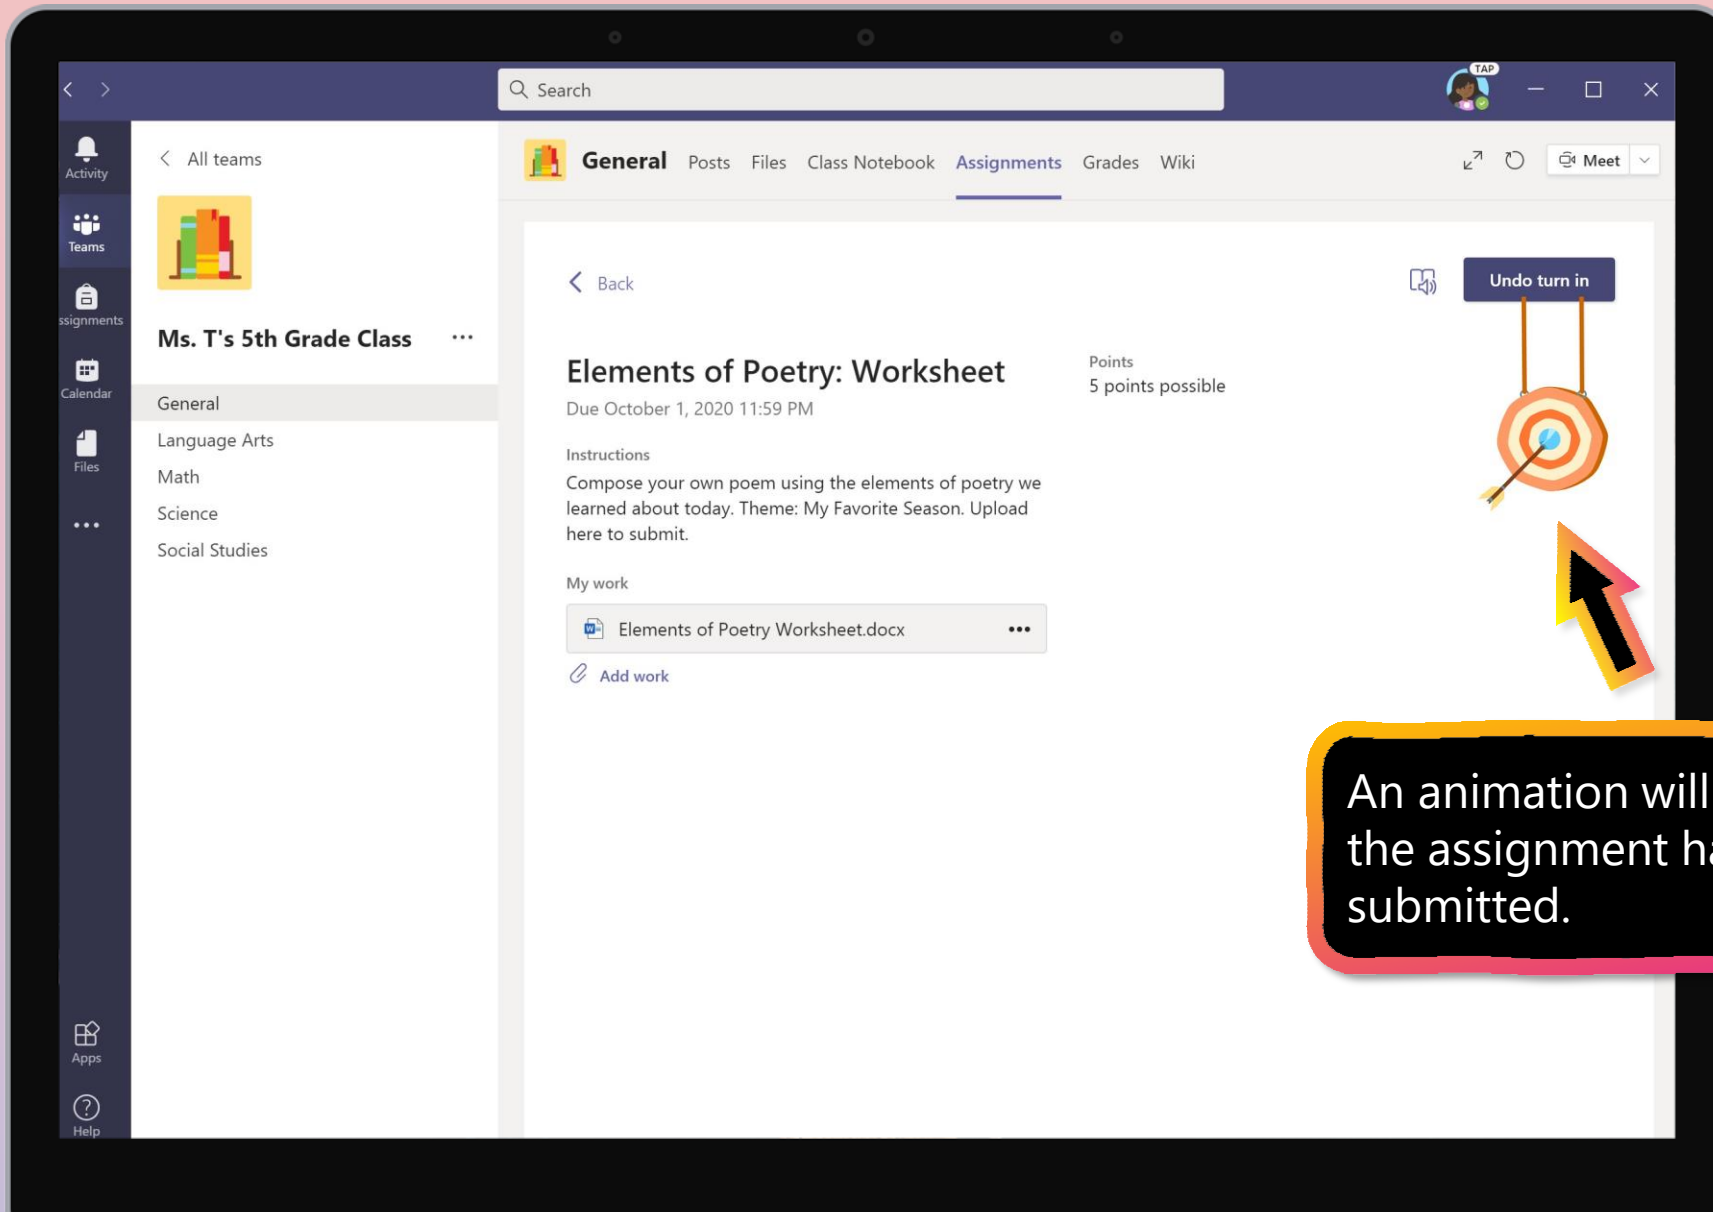 Search
TAP
Activity
Teams
ssignments
Calendar
Files
Apps
Help
All teams
Ms. T's 5th Grade Class
General
Language Arts
Math
Science
Social Studies
General Posts Files Class Notebook Assignments Grades Wiki
Meet
Back
Undo turn in
Elements of Poetry: Worksheet
Due October 1, 2020 11:59 PM
Points
5 points possible
Instructions
Compose your own poem using the elements of poetry we
learned about today. Theme: My Favorite Season. Upload
here to submit.
My work
Elements of Poetry Worksheet.docx
Add work
An animation will
the assignment ha
submitted.